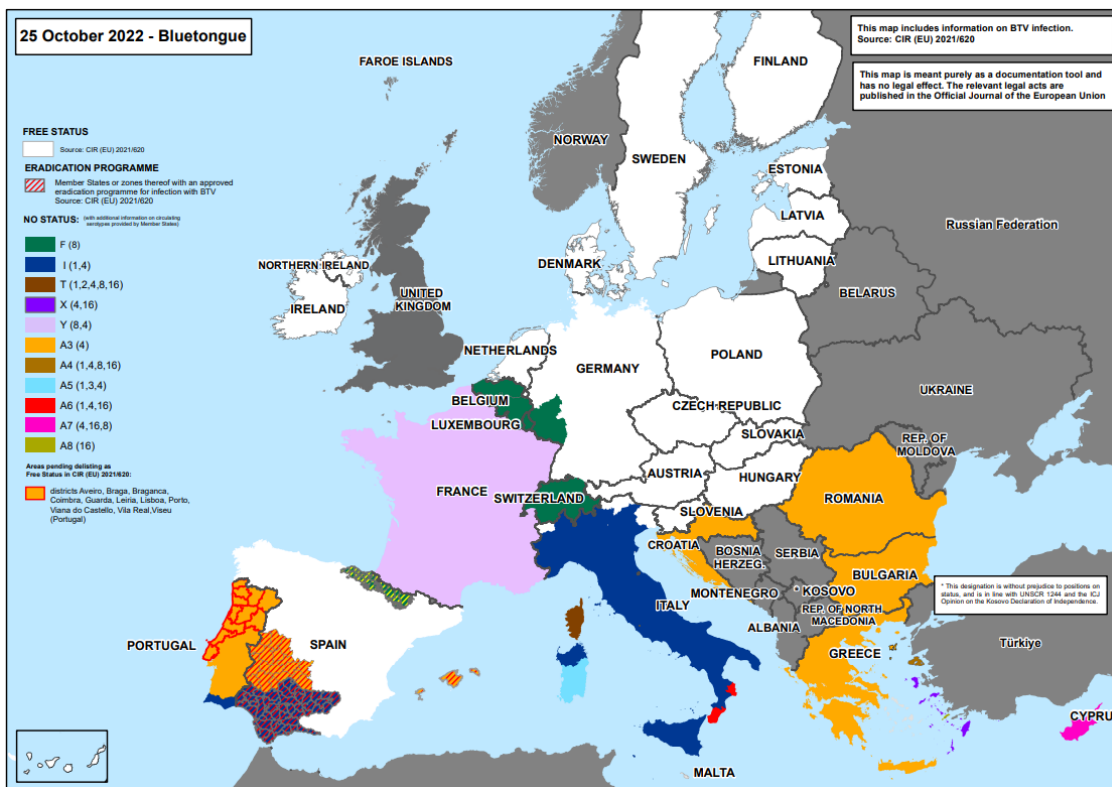 25 October 2022 - Bluetongue
This map includes information on BTV infection.
Source: CIR (EU) 2021/620
This map is meant purely as a documentation tool and
has no legal effect. The relevant legal acts are
published in the Official Journal of the European Union
FREE STATUS
Source: CIR (EU) 2021/620
ERADICATION PROGRAMME
Member States or zones thereof with an approved
eradication programme for infection with BTV
Source: CIR (EU) 2021/620
NO STATUS: (with additional information on circulating
serotypes provided by Member States)
F (8)
I (1,4)
T (1,2,4,8,16)
X (4,16)
Y (8,4)
A3 (4)
A4 (1,4,8,16)
A5 (1,3,4)
A6 (1,4,16)
A7 (4,16,8)
A8 (16)
Areas pending delisting as
Free Status in CIR (EU) 2021/620:
districts Aveiro, Braga, Braganca,
Coimbra, Guarda, Leiria, Lisboa, Porto,
Viana do Castello, Vila Real,Viseu
(Portugal)
FAROE ISLANDS
FINLAND
NORWAY
SWEDEN
ESTONIA
LATVIA
Russian Federation
LITHUANIA
DENMARK
NORTHERN IRELAND
IRELAND
UNITED
KINGDOM
BELARUS
NETHERLANDS
POLAND
GERMANY
UKRAINE
BELGIUM
CZECH REPUBLIC
LUXEMBOURG
SLOVAKIA
REP. OF
MOLDOVA
AUSTRIA
HUNGARY
FRANCE
SWITZERLAND
ROMANIA
SLOVENIA
CROATIA
BOSNIA
HERZEG.
SERBIA
BULGARIA
MONTENEGRO
* KOSOVO
* This designation is without prejudice to positions on
status, and is in line with UNSCR 1244 and the ICJ
Opinion on the Kosovo Declaration of Independence.
ITALY
REP. OF NORTH
MACEDONIA
ALBANIA
PORTUGAL
SPAIN
GREECE
Türkiye
CYPRU
MALTA